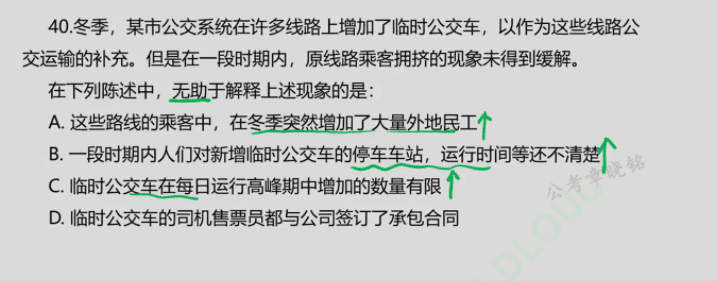 40.冬季，某市公交系统在许多线路上增加了临时公交车，以作为这些线路公
交运输的补充。但是在一段时期内，原线路乘客拥挤的现象未得到缓解。
在下列陈述中，无助于解释上述现象的是：
A. 这些路线的乘客中，在冬季突然增加了大量外地民工
B. 一段时期内人们对新增临时公交车的停车车站，运行时间等还不清楚
C. 临时公交车在每日运行高峰期中增加的数量有限
D. 临时公交车的司机售票员都与公司签订了承包合同
公考章晓铭